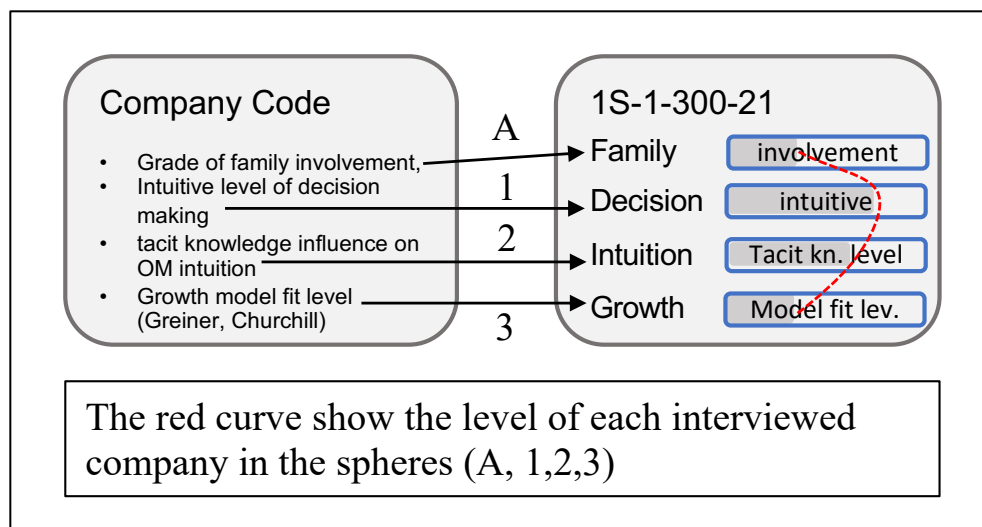 Company Code
• Grade of family involvement,
• Intuitive level of decision
making
• tacit knowledge influence on
OM intuition
• Growth model fit level
(Greiner, Churchill)
A
1
2
3
1S-1-300-21
Family involvement
Decision intuitive
Intuition Tacit kn. level
Growth Model fit lev.
The red curve show the level of each interviewed
company in the spheres (A, 1,2,3)